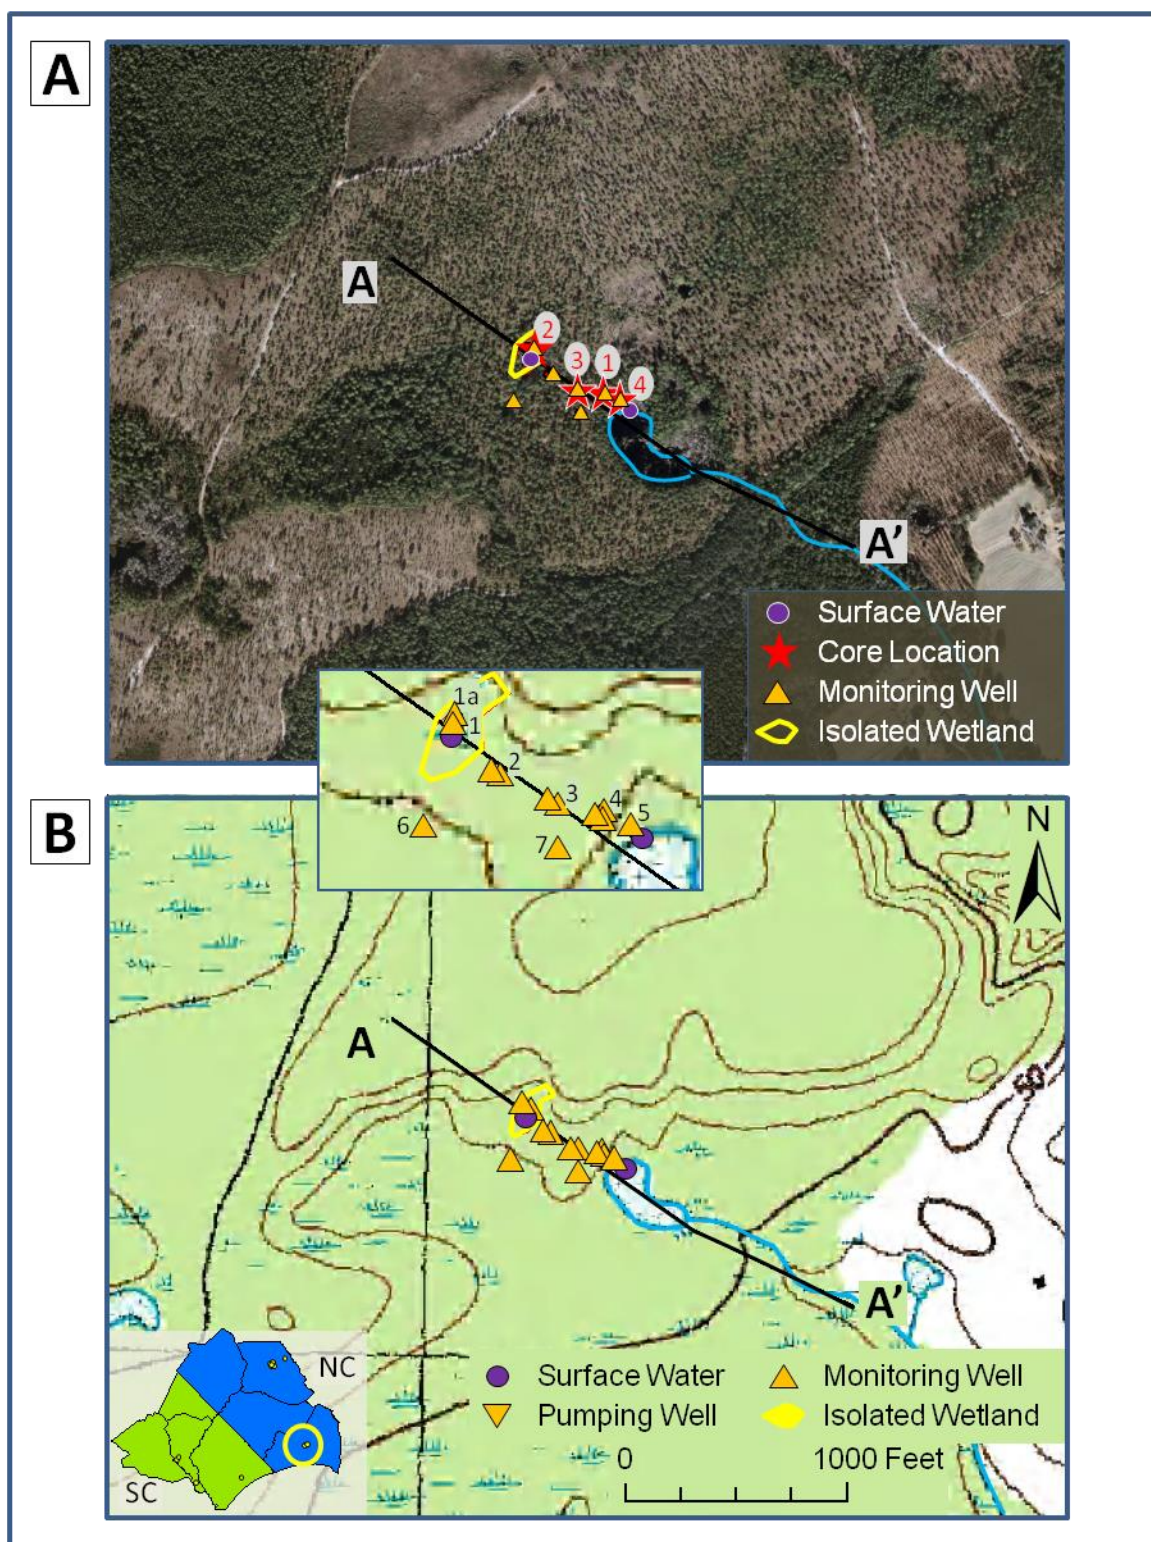 A
A
2
3
1
4
A'
Surface Water
Core Location
Monitoring Well
Isolated Wetland
1a
1
2
3
4
5
6
7
B
N
A
A'
NC
SC
Surface Water
Monitoring Well
Pumping Well
Isolated Wetland
0
1000 Feet